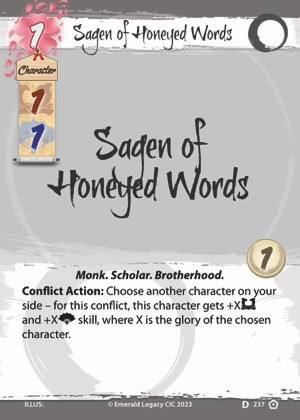 1
Sagen of Honeyed Words
Character
1
1
Sagen of
Honeyed Words
1
Monk. Scholar. Brotherhood.
Conflict Action: Choose another character on your
side – for this conflict, this character gets +X
and +X skill, where X is the glory of the chosen
character.
ILLUS: © Emerald Legacy CIC 2023 D 237